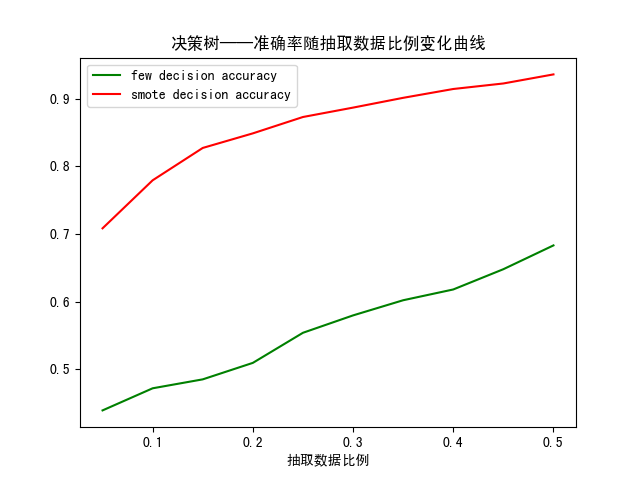 决策树——准确率随抽取数据比例变化曲线
few decision accuracy
smote decision accuracy
0.9
0.8
0.7
0.6
0.5
0.1 0.2 0.3 0.4 0.5
抽取数据比例